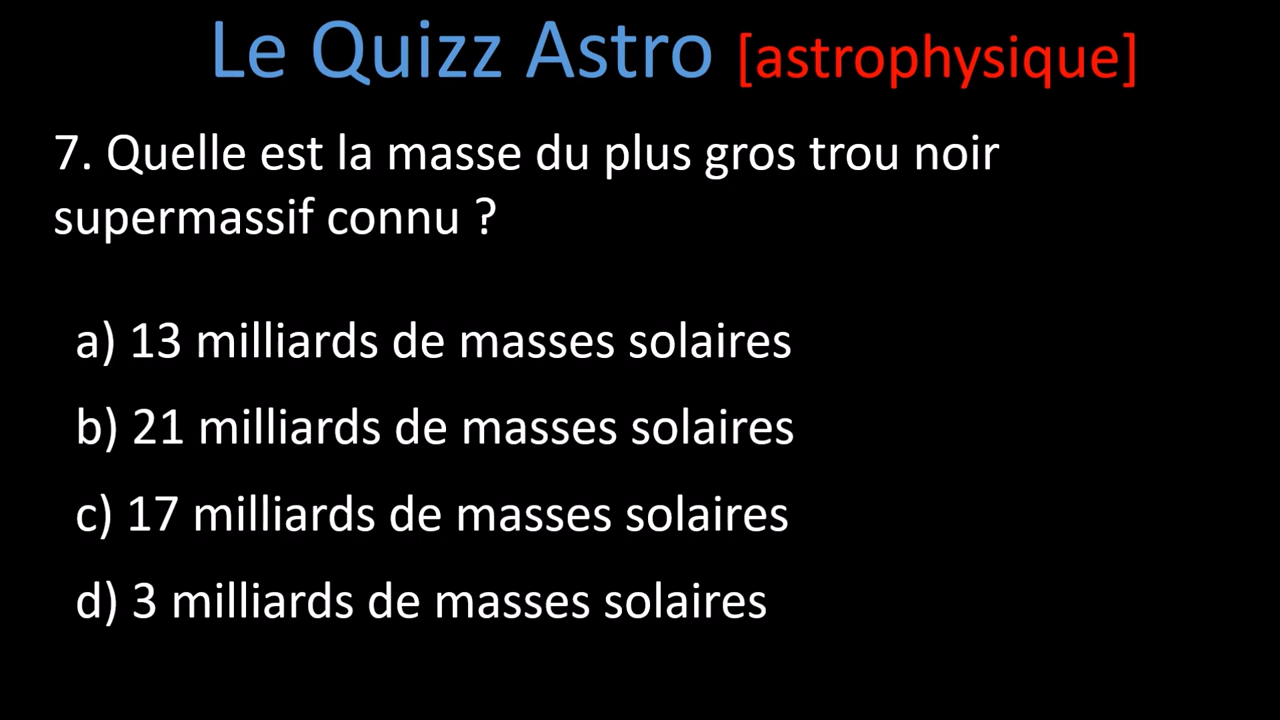 Le Quizz Astro [astrophysique]
7. Quelle est la masse du plus gros trou noir
supermassif connu ?
a) 13 milliards de masses solaires
b) 21 milliards de masses solaires
c) 17 milliards de masses solaires
d) 3 milliards de masses solaires